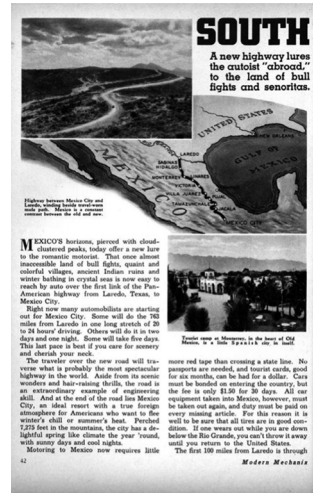 SOUTH
A new highway lures
the autoist "abroad,"
to the land of bull
fights and senoritas.
UNITED STATES
NEW ORLEANS
GULF OF
MEXICO
LAREDO
SABINAS
HIDALGO
MONTERREY
LINARES
VICTORIA
VILLA JUAREZ
TAMAZUNCHALE
MEXICO CITY
MEXICO
Highway between Mexico City and
Laredo, winding beside travel-worn
mule path. Mexico is a constant
contrast between the old and new.
MEXICO'S horizons, pierced with cloud-
clustered peaks, today offer a new lure
to the romantic motorist. That once almost
inaccessible land of bull fights, quaint and
colorful villages, ancient Indian ruins and
winter bathing in crystal seas is now easy to
reach by auto over the first link of the Pan-
American highway from Laredo, Texas, to
Mexico City.
Right now many automobilists are starting
out for Mexico City. Some will do the 763
miles from Laredo in one long stretch of 20
to 24 hours' driving. Others will do it in two
days and one night. Some will take five days.
This last pace is best if you care for scenery
and cherish your neck.
The traveler over the new road will tra-
verse what is probably the most spectacular
highway in the world. Aside from its scenic
wonders and hair-raising thrills, the road is
an extraordinary example of engineering
skill. And at the end of the road lies Mexico
City, an ideal resort with a true foreign
atmosphere for Americans who want to flee
winter's chill or summer's heat. Perched
7,275 feet in the mountains, the city has a de-
lightful spring like climate the year 'round,
with sunny days and cool nights.
Motoring to Mexico now requires little
Tourist camp at Monterrey, in the heart of Old
Mexico, is a little Spanish city in itself.
more red tape than crossing a state line. No
passports are needed, and tourist cards, good
for six months, can be had for a dollar. Cars
must be bonded on entering the country, but
the fee is only $1.50 for 30 days. All car
equipment taken into Mexico, however, must
be taken out again, and duty must be paid on
every missing article. For this reason it is
well to be sure that all tires are in good con-
dition. If one wears out while you are down
below the Rio Grande, you can't throw it away
until you return to the United States.
The first 100 miles from Laredo is through
42
Modern Mechanix